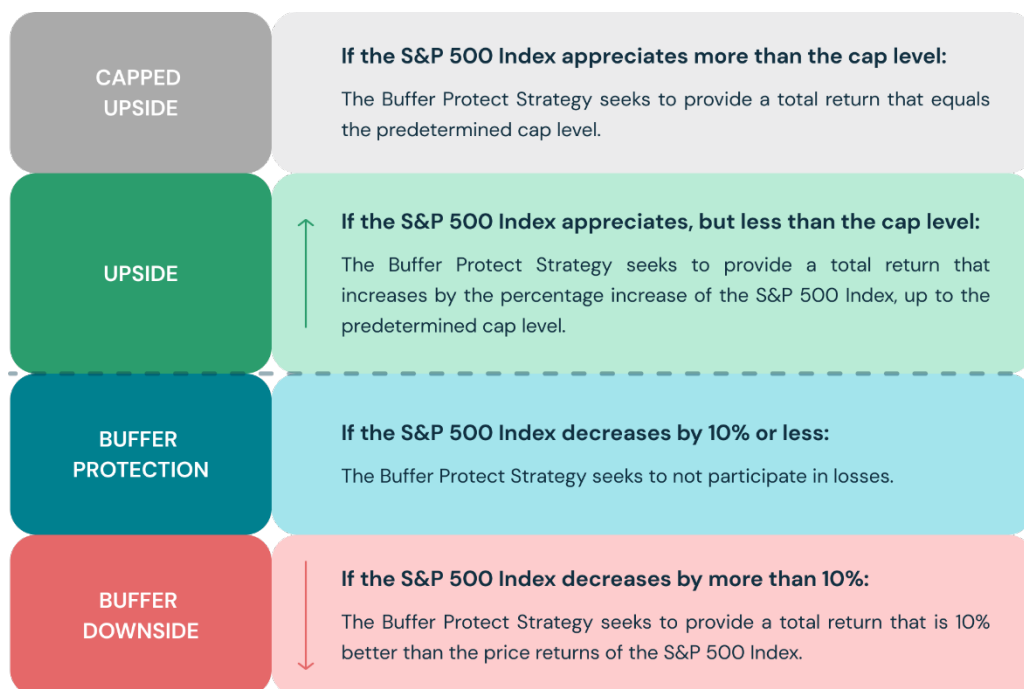 CAPPED
UPSIDE
If the S&P 500 Index appreciates more than the cap level:
The Buffer Protect Strategy seeks to provide a total return that equals
the predetermined cap level.
UPSIDE
If the S&P 500 Index appreciates, but less than the cap level:
The Buffer Protect Strategy seeks to provide a total return that
increases by the percentage increase of the S&P 500 Index, up to the
predetermined cap level.
BUFFER
PROTECTION
If the S&P 500 Index decreases by 10% or less:
The Buffer Protect Strategy seeks to not participate in losses.
BUFFER
DOWNSIDE
If the S&P 500 Index decreases by more than 10%:
The Buffer Protect Strategy seeks to provide a total return that is 10%
better than the price returns of the S&P 500 Index.